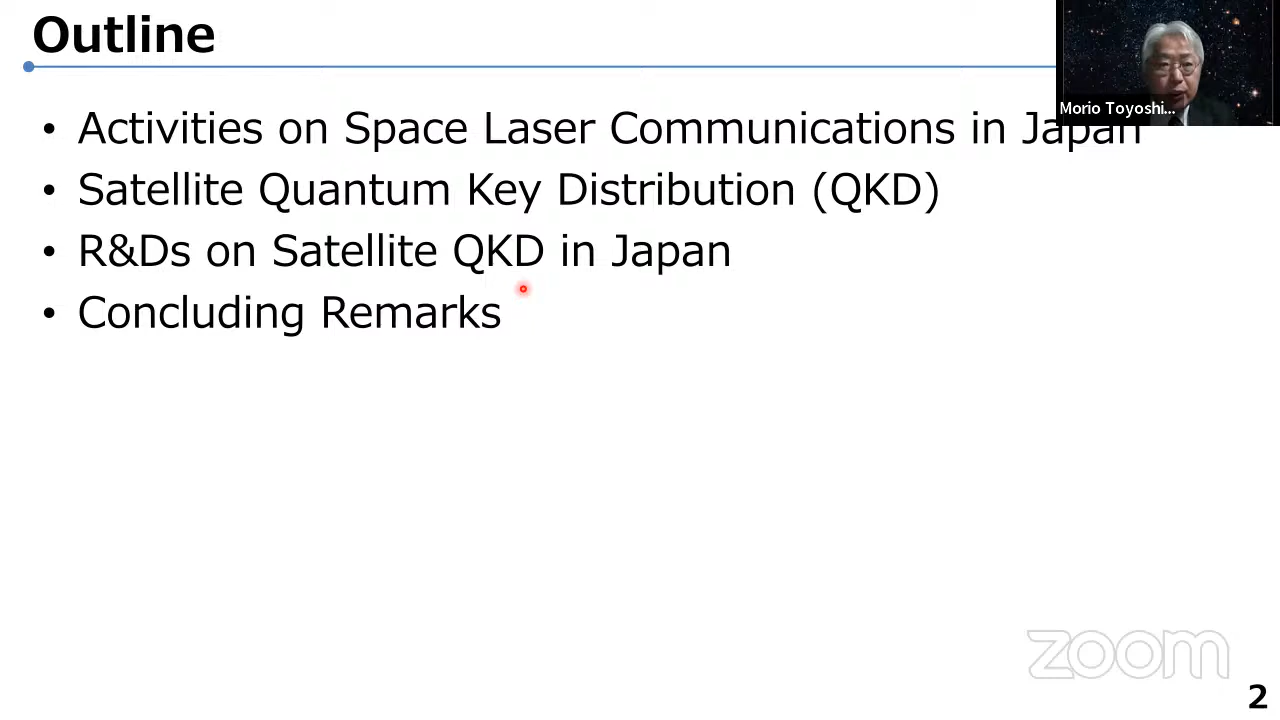 Outline
Morio Toyoshi...
• Activities on Space Laser Communications in Japan
• Satellite Quantum Key Distribution (QKD)
• R&Ds on Satellite QKD in Japan
• Concluding Remarks
zoom
2